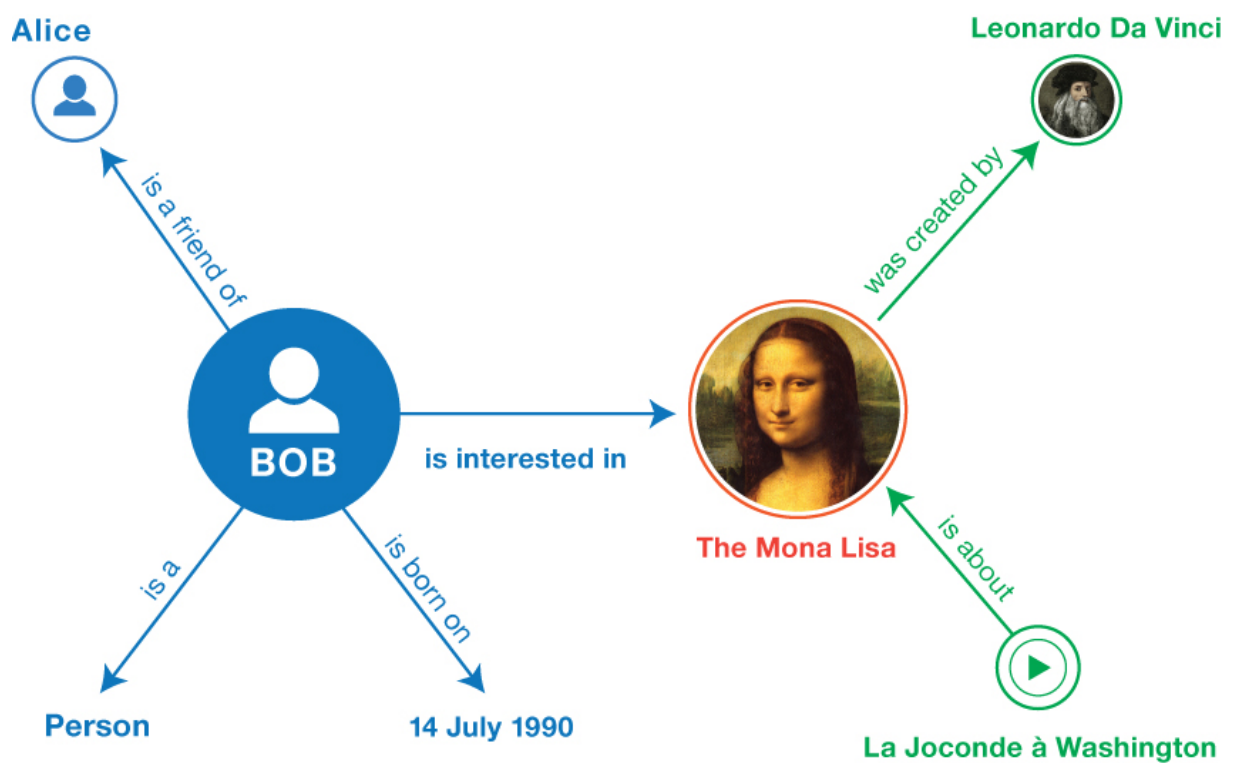 Alice
Leonardo Da Vinci
is a friend of
was created by
BOB
is interested in
The Mona Lisa
is a
is born on
is about
Person
14 July 1990
La Joconde à Washington